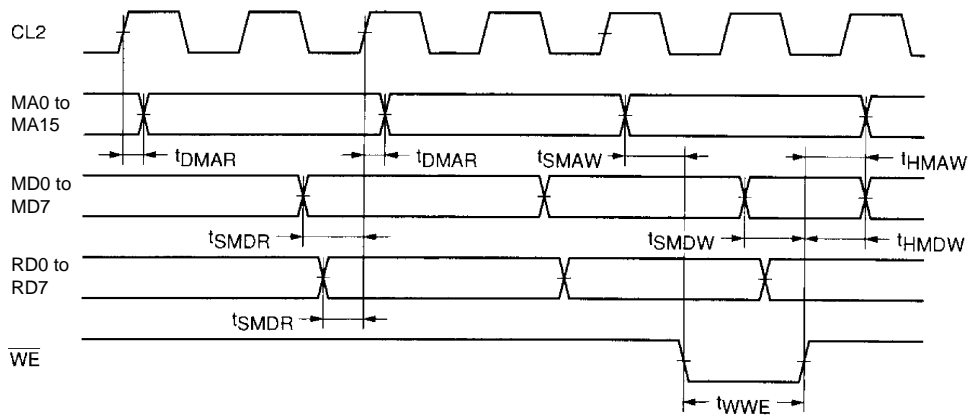 CL2
MA0 to
MA15
tDMAR tDMAR tSMAW tHMAW
MD0 to
MD7
tSMDR tSMDW tHMDW
RD0 to
RD7
tSMDR
WE
tWWE